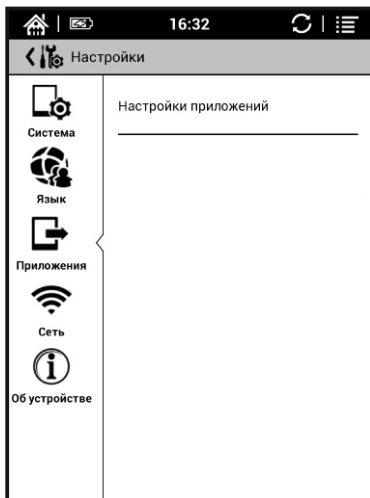 16:32
Настройки
Настройки приложений
Система
Язык
Приложения
Сеть
Об устройстве